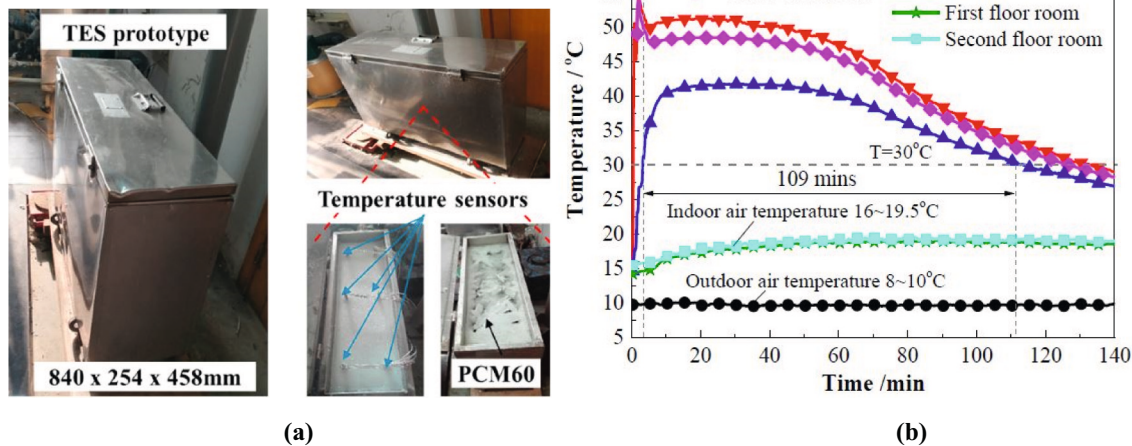 TES prototype
Temperature sensors
840 x 254 x 458mm
PCM60
(a)
First floor room
Second floor room
Temperature / °C
50
45
40
35
30
25
20
15
10
5
T=30°C
109 mins
Indoor air temperature 16~19.5°C
Outdoor air temperature 8~10°C
0
20
40
60
80
100
120
140
Time /min
(b)